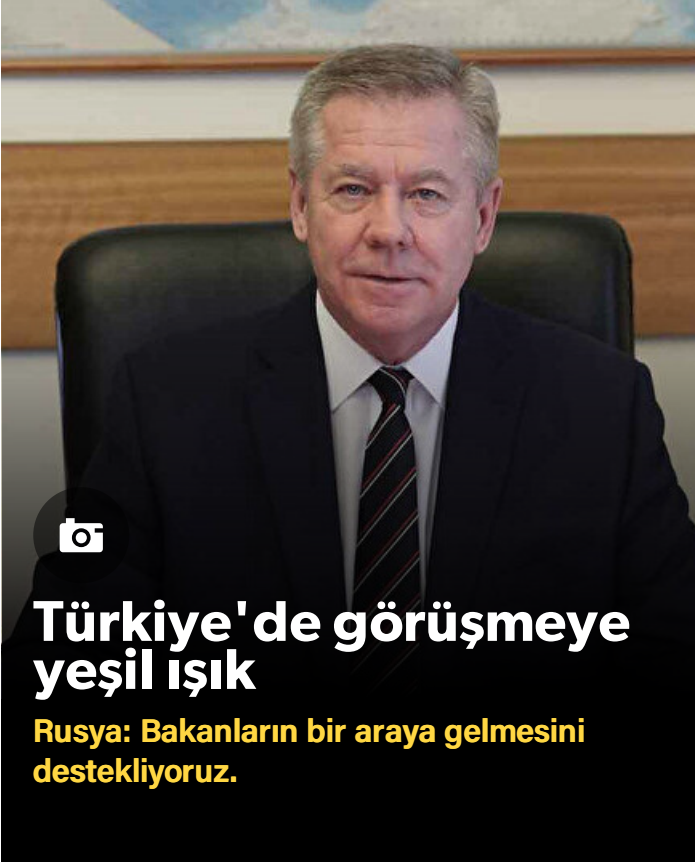 Türkiye'de görüşmeye
yeşil ışık
Rusya: Bakanların bir araya gelmesini
destekliyoruz.